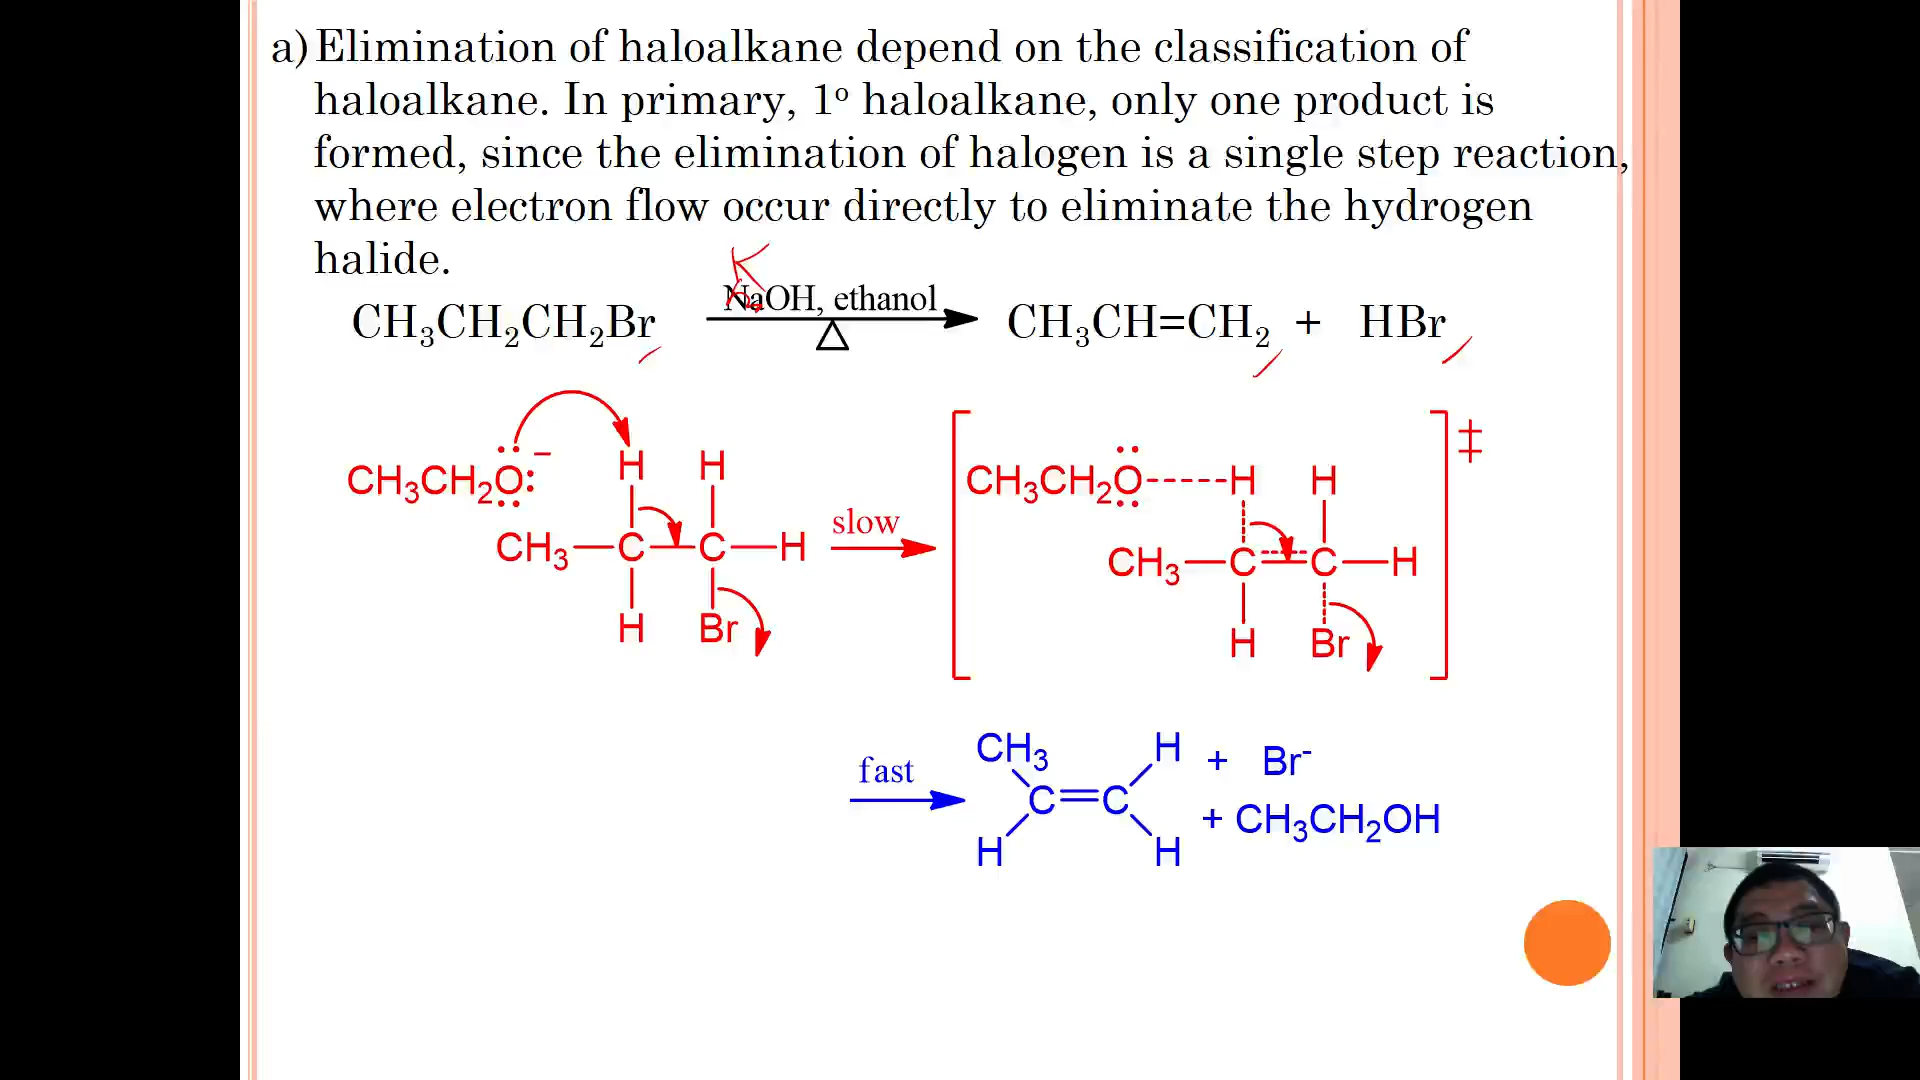 a) Elimination of haloalkane depend on the classification of
haloalkane. In primary, 1° haloalkane, only one product is
formed, since the elimination of halogen is a single step reaction,
where electron flow occur directly to eliminate the hydrogen
halide.
K
CH₃CH₂CH₂Br NaOH, ethanol △ CH₃CH=CH₂ + HBr
CH₃CH₂O:⁻ H H CH₃CH₂O H H ‡
slow
CH₃ C C H CH₃ C C H
H Br H Br
fast CH₃ H + Br⁻
C=C
+ CH₃CH₂OH
H H